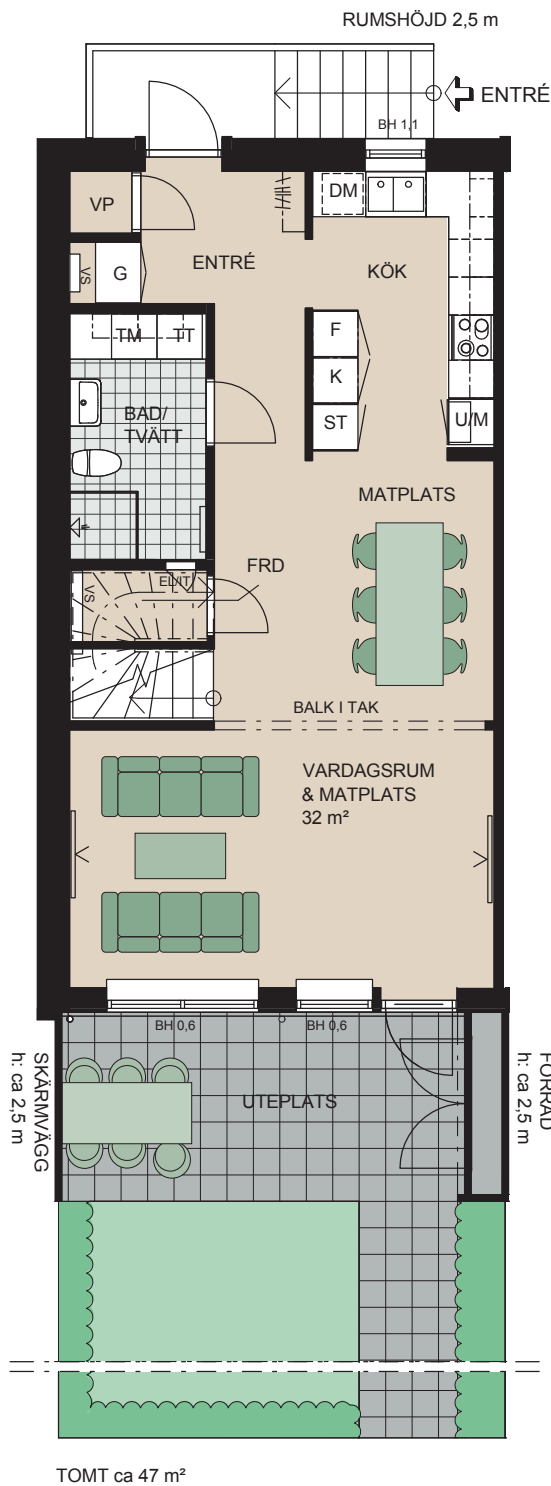 RUMSHÖJD 2,5 m
ENTRÉ
BH 1,1
VP
DM
VS
G
ENTRÉ
KÖK
TM
TT
F
K
ST
U/M
BAD/
TVÄTT
MATPLATS
FRD
EL/IT
VS
BALK I TAK
VARDAGSRUM
& MATPLATS
32 m²
BH 0,6
BH 0,6
SKÄRMVÄGG
h: ca 2,5 m
UTEPLATS
FÖRRÅD
h: ca 2,5 m
TOMT ca 47 m²